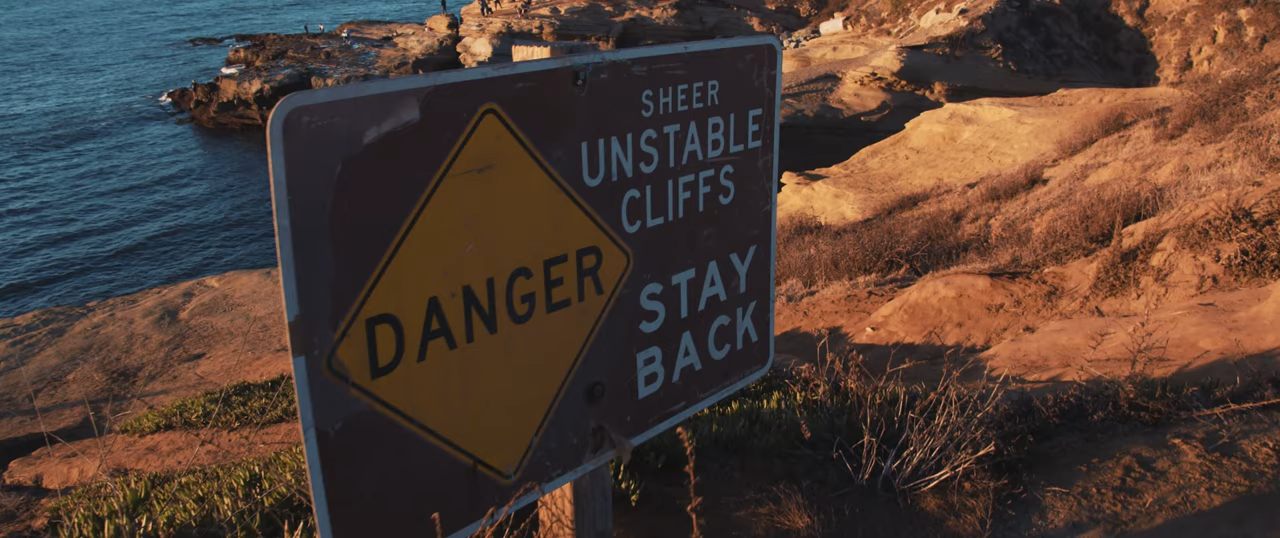 DANGER
SHEER
UNSTABLE
CLIFFS
STAY
BACK